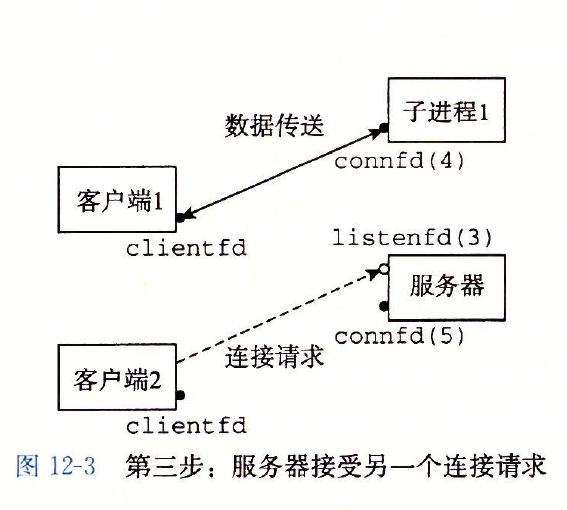 子进程1
数据传送
connfd(4)
客户端1
clientfd
listenfd(3)
服务器
connfd(5)
连接请求
客户端2
clientfd
图 12-3 第三步：服务器接受另一个连接请求